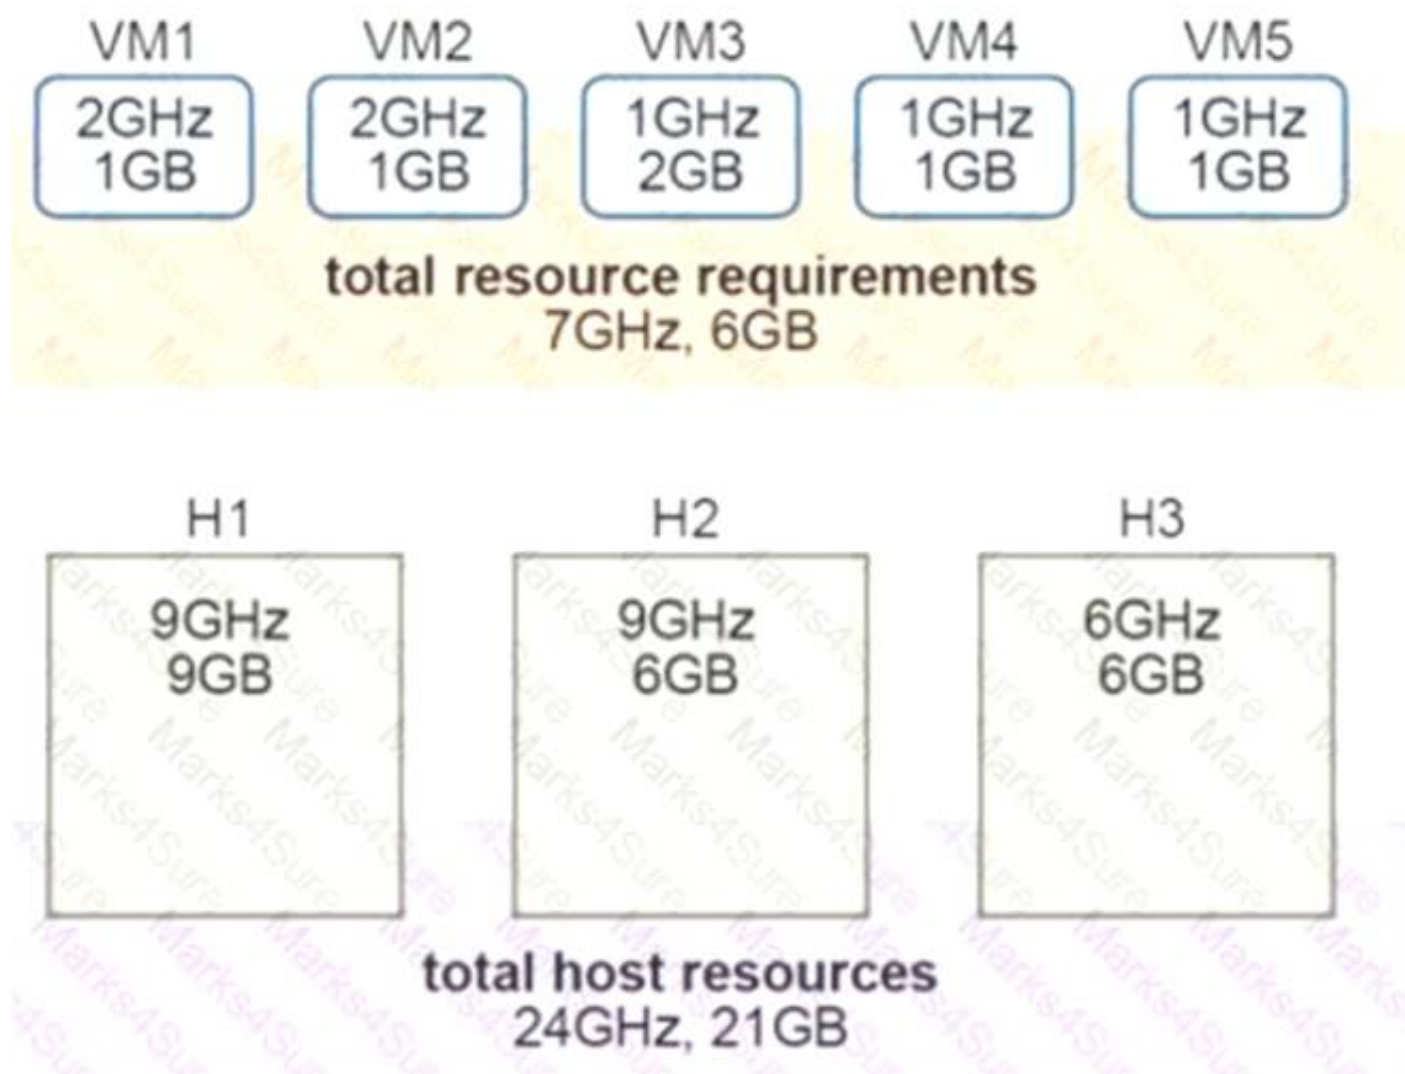 VM1 VM2 VM3 VM4 VM5
2GHz 2GHz 1GHz 1GHz 1GHz
1GB 1GB 2GB 1GB 1GB
total resource requirements
7GHz, 6GB
H1 H2 H3
9GHz 9GHz 6GHz
9GB 6GB 6GB
total host resources
24GHz, 21GB
Marks4Sure